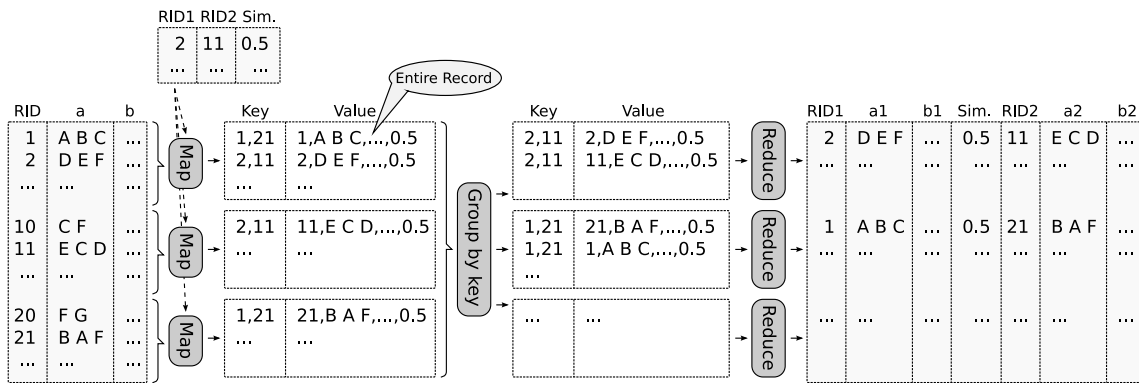 RID1 RID2 Sim.
2 11 0.5
... ... ...
Entire Record
RID a b
1 A B C ...
2 D E F ...
... ... ...
10 C F ...
11 E C D ...
... ... ...
20 F G ...
21 B A F ...
... ... ...
Map
Map
Map
Key Value
1,21 1,A B C,...,0.5
2,11 2,D E F,...,0.5
... ...
2,11 11,E C D,...,0.5
... ...
1,21 21,B A F,...,0.5
... ...
Group by key
Key Value
2,11 2,D E F,...,0.5
2,11 11,E C D,...,0.5
1,21 21,B A F,...,0.5
1,21 1,A B C,...,0.5
...
... ...
Reduce
Reduce
Reduce
RID1 a1 b1 Sim. RID2 a2 b2
2 D E F ... 0.5 11 E C D ...
... ... ... ... ... ... ...
1 A B C ... 0.5 21 B A F ...
... ... ... ... ... ... ...
... ... ... ... ... ... ...